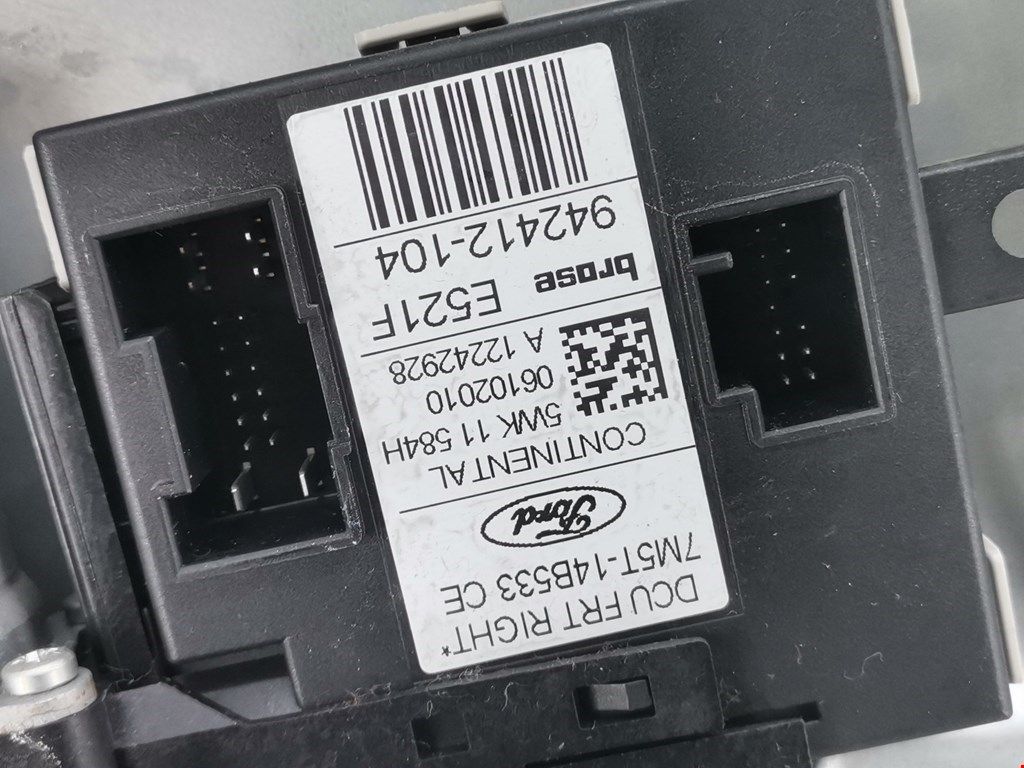 DCU FRT RIGHT*
7M5T-14B533 CE
Ford
CONTINENTAL
5WK 11 584H
06102010
A 12242928
brose E521F
942412-104